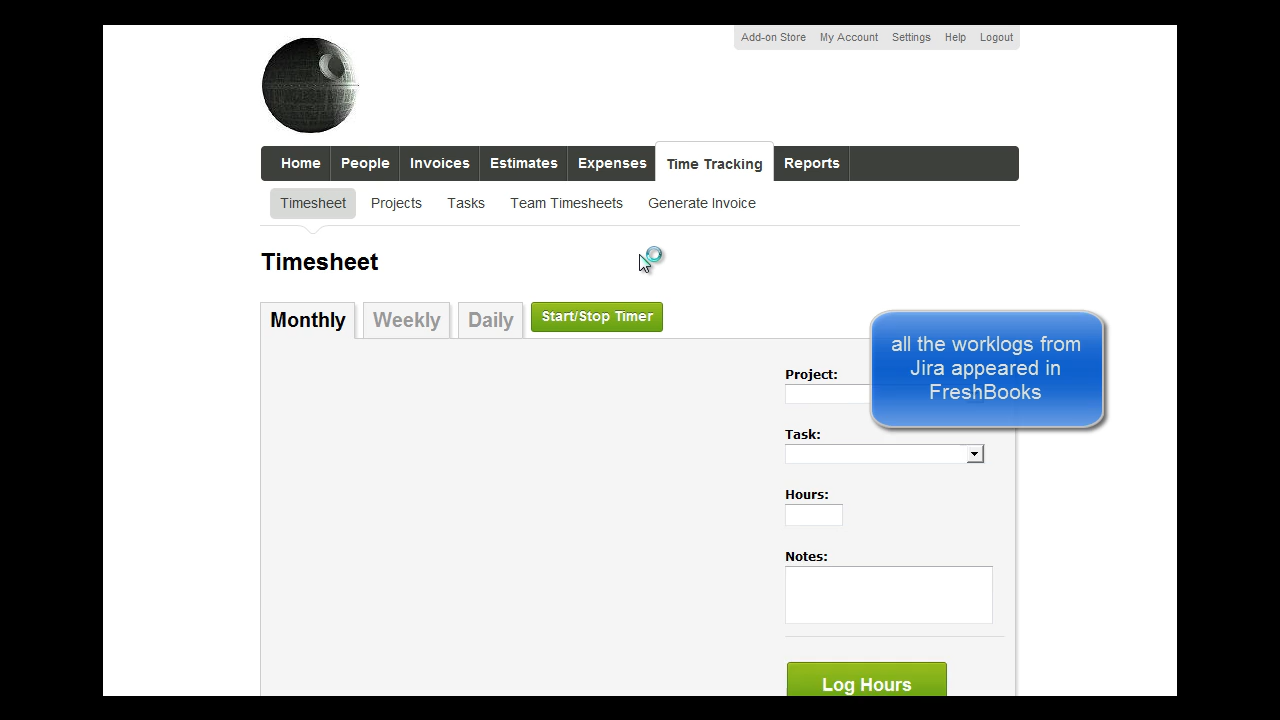 Add-on Store My Account Settings Help Logout
Home People Invoices Estimates Expenses Time Tracking Reports
Timesheet Projects Tasks Team Timesheets Generate Invoice
Timesheet
Monthly Weekly Daily Start/Stop Timer
all the worklogs from
Jira appeared in
FreshBooks
Project:
Task:
Hours:
Notes:
Log Hours